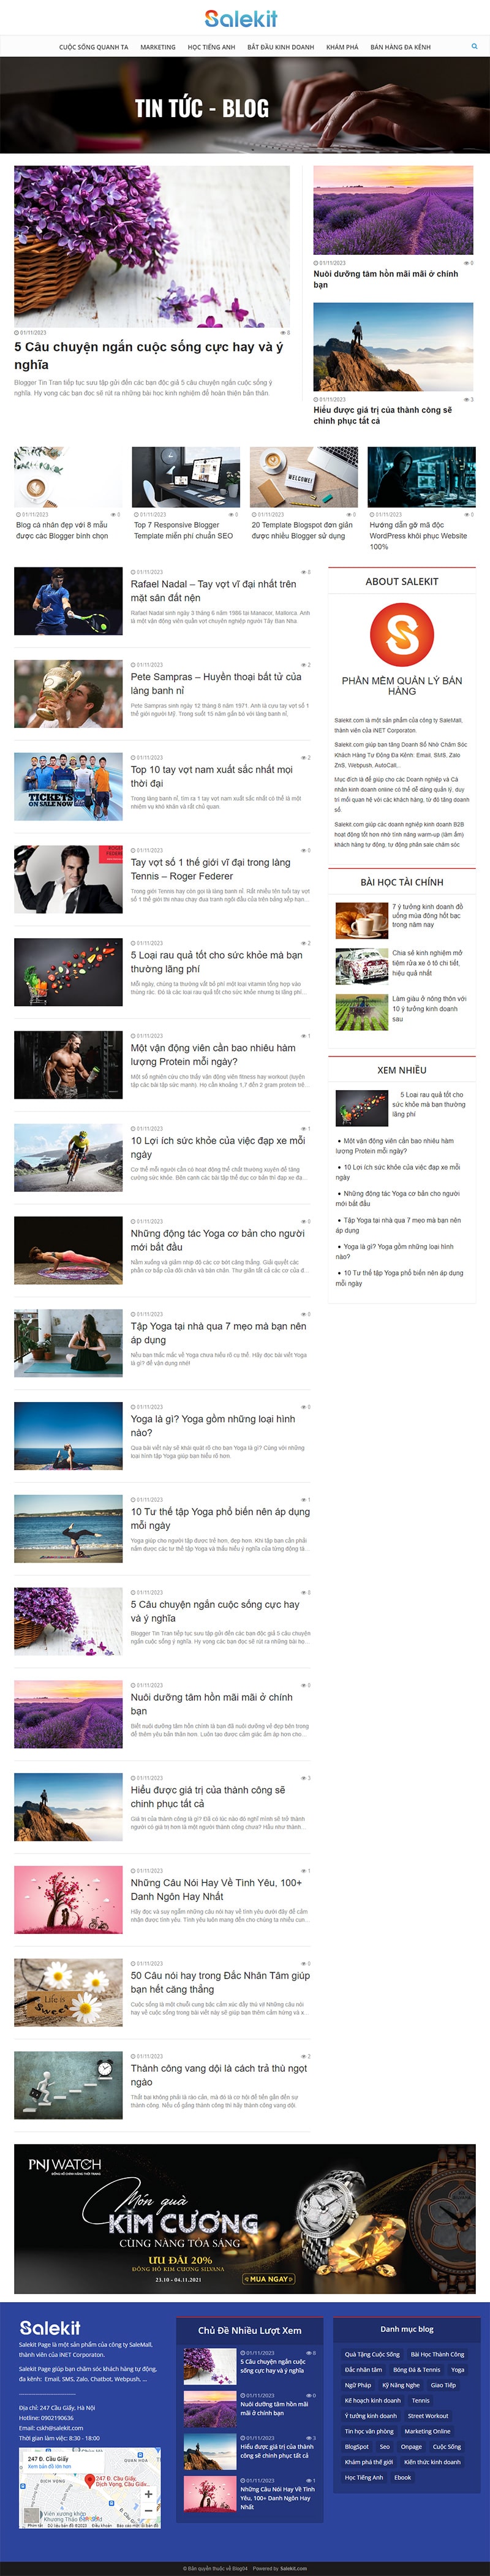 Salekit
CUỘC SỐNG QUANH TA MARKETING HỌC TIẾNG ANH BẮT ĐẦU KINH DOANH KHÁM PHÁ BÁN HÀNG ĐA KÊNH
TIN TỨC - BLOG
01/11/2023 8
5 Câu chuyện ngắn cuộc sống cực hay và ý
nghĩa
Blogger Tin Tran tiếp tục sưu tập gửi đến các bạn độc giả 5 câu chuyện ngắn cuộc sống ý
nghĩa. Hy vọng các bạn đọc sẽ rút ra những bài học kinh nghiệm để hoàn thiện bản thân.
01/11/2023 0
Nuôi dưỡng tâm hồn mãi mãi ở chính
bạn
01/11/2023 3
Hiểu được giá trị của thành công sẽ
chinh phục tất cả
01/11/2023 0
Blog cá nhân đẹp với 8 mẫu
được các Blogger bình chọn
01/11/2023 6
Top 7 Responsive Blogger
Template miễn phí chuẩn SEO
WELCOME!
01/11/2023 6
20 Template Blogspot đơn giản
được nhiều Blogger sử dụng
01/11/2023 6
Hướng dẫn gỡ mã độc
WordPress khôi phục Website
100%
01/11/2023 8
Rafael Nadal – Tay vợt vĩ đại nhất trên
mặt sân đất nện
Rafael Nadal sinh ngày 3 tháng 6 năm 1986 tại Manacor, Mallorca. Anh
là một vận động viên quần vợt chuyên nghiệp người Tây Ban Nha
01/11/2023 2
Pete Sampras – Huyền thoại bất tử của
làng banh nỉ
Pete Sampras sinh ngày 12 tháng 8 năm 1971. Anh là cựu tay vợt số 1
thế giới người Mỹ. Trong suốt 15 năm gắn bó với làng banh nỉ,
TICKETS
ON SALE NOW
01/11/2023 2
Top 10 tay vợt nam xuất sắc nhất mọi
thời đại
Trong làng banh nỉ, tìm ra 1 tay vợt nam xuất sắc nhất có thể là một
nhiệm vụ khó khăn và rất chủ quan.
01/11/2023 0
Tay vợt số 1 thế giới vĩ đại trong làng
Tennis – Roger Federer
Trong giới Tennis hay còn gọi là làng banh nỉ. Rất nhiều tên tuổi tay vợt
số 1 thế giới thi nhau chạy đua tranh ngôi đầu của trên bảng xếp hạn...
01/11/2023 2
5 Loại rau quả tốt cho sức khỏe mà bạn
thường lãng phí
Mỗi ngày, chúng ta thường vất bỏ phí một loại vitamin tổng hợp vào
thùng rác. Đó là các loại rau quả tốt cho sức khỏe nhưng bị lãng phí...
01/11/2023 1
Một vận động viên cần bao nhiêu hàm
lượng Protein mỗi ngày?
Một số nghiên cứu cho thấy vận động viên fitness hay workout (luyện
tập các bài tập sức mạnh). Họ cần khoảng 1,7 đến 2 gram protein trê...
01/11/2023 1
10 Lợi ích sức khỏe của việc đạp xe mỗi
ngày
Cơ thể mỗi người cần có hoạt động thể chất thường xuyên để tăng
cường sức khỏe. Bên cạnh các bài tập thể dục cơ bản thì đạp xe đạ...
01/11/2023 0
Những động tác Yoga cơ bản cho người
mới bắt đầu
Nằm xuống và giảm nhịp độ các cơ bớt căng thẳng. Giải quyết các
phần cơ bắp của đôi chân và bàn chân. Thư giãn tất cả các cơ của đ...
01/11/2023 0
Tập Yoga tại nhà qua 7 mẹo mà bạn nên
áp dụng
Nếu bạn thắc mắc về Yoga chưa hiểu rõ cụ thể. Hãy đọc bài viết Yoga
là gì? để vận dụng nhé!
01/11/2023 0
Yoga là gì? Yoga gồm những loại hình
nào?
Qua bài viết này sẽ khái quát rõ cho bạn Yoga là gì? Cùng với những
loại hình tập Yoga giúp bạn hiểu rõ hơn.
01/11/2023 1
10 Tư thế tập Yoga phổ biến nên áp dụng
mỗi ngày
Yoga giúp cho người tập được trẻ hơn, đẹp hơn. Khi tập bạn cần phải
nắm được các tư thế tập Yoga và thấu hiểu ý nghĩa của từng động tá...
01/11/2023 8
5 Câu chuyện ngắn cuộc sống cực hay
và ý nghĩa
Blogger Tin Tran tiếp tục sưu tập gửi đến các bạn độc giả 5 câu chuyện
ngắn cuộc sống ý nghĩa. Hy vọng các bạn đọc sẽ rút ra những bài họ...
01/11/2023 0
Nuôi dưỡng tâm hồn mãi mãi ở chính
bạn
Biết nuôi dưỡng tâm hồn chính là bạn đã nuôi dưỡng vẻ đẹp bên trong
để thêm yêu bản thân hơn. Luôn tạo được cảm giác ấm áp hơn cho...
01/11/2023 3
Hiểu được giá trị của thành công sẽ
chinh phục tất cả
Giá trị của thành công là gì? Đã có lúc nào đó nghĩ mình sẽ trở thành
người có giá trị hơn là một người thành công chưa? Hầu như thành...
01/11/2023 1
Những Câu Nói Hay Về Tình Yêu, 100+
Danh Ngôn Hay Nhất
Hãy đọc và suy ngẫm những câu nói hay về tình yêu dưới đây để cảm
nhận được tình yêu. Tình yêu luôn mang đến cho chúng ta nhiều cun...
Life is
Sweet
01/11/2023 0
50 Câu nói hay trong Đắc Nhân Tâm giúp
bạn hết căng thẳng
Cuộc sống là một chuỗi cung bậc cảm xúc đầy thú vị! Những câu nói
hay về cuộc sống trong bài viết này sẽ giúp bạn thêm cảm hứng và x...
01/11/2023 2
Thành công vang dội là cách trả thù ngọt
ngào
Thất bại không phải là rào cản, mà đó là cơ hội để tiến gần đến sự
thành công. Nếu cố gắng thành công thì hãy thành công vang dội
ABOUT SALEKIT
PHẦN MỀM QUẢN LÝ BÁN
HÀNG
Salekit.com là một sản phẩm của công ty SaleMall,
thành viên của iNET Corporaton.
Salekit.com giúp bạn tăng Doanh Số Nhờ Chăm Sóc
Khách Hàng Tự Động Đa Kênh: Email, SMS, Zalo
ZnS, Webpush, AutoCall...
Mục đích là để giúp cho các Doanh nghiệp và Cá
nhân kinh doanh online có thể dễ dàng quản lý, duy
trì mối quan hệ với các khách hàng, từ đó tăng doanh
số.
Salekit.com giúp các doanh nghiệp kinh doanh B2B
hoạt động tốt hơn nhờ tính năng warm-up (làm ấm)
khách hàng tự động, tự động phân sale chăm sóc
BÀI HỌC TÀI CHÍNH
7 ý tưởng kinh doanh đồ
uống mùa đông hốt bạc
trong năm nay
Chia sẻ kinh nghiệm mở
tiệm rửa xe ô tô chi tiết,
hiệu quả nhất
Làm giàu ở nông thôn với
10 ý tưởng kinh doanh
sau
XEM NHIỀU
5 Loại rau quả tốt cho
sức khỏe mà bạn thường
lãng phí
Một vận động viên cần bao nhiêu hàm
lượng Protein mỗi ngày?
10 Lợi ích sức khỏe của việc đạp xe mỗi
ngày
Những động tác Yoga cơ bản cho người
mới bắt đầu
Tập Yoga tại nhà qua 7 mẹo mà bạn nên
áp dụng
Yoga là gì? Yoga gồm những loại hình
nào?
10 Tư thế tập Yoga phổ biến nên áp dụng
mỗi ngày
PNJ WATCH
Món quà
KIM CƯƠNG
CÙNG NÀNG TỎA SÁNG
ƯU ĐÃI 20%
ĐỒNG HỒ KIM CƯƠNG SILVANA
23.10 - 04.11.2021
MUA NGAY
Salekit
Salekit Page là một sản phẩm của công ty SaleMall,
thành viên của iNET Corporaton.
Salekit Page giúp bạn chăm sóc khách hàng tự động,
đa kênh: Email, SMS, Zalo, Chatbot, Webpush, ...
Địa chỉ: 247 Cầu Giấy, Hà Nội
Hotline: 0902190636
Email: cskh@salekit.com
Thời gian làm việc: 8:30 - 18:00
247 Đ. Cầu Giấy
Xem bản đồ lớn hơn
247 Đ. Cầu Giấy,
Dịch Vọng, Cầu Giấy...
Chủ Đề Nhiều Lượt Xem
01/11/2023 8
5 Câu chuyện ngắn cuộc
sống cực hay và ý nghĩa
01/11/2023 0
Nuôi dưỡng tâm hồn mãi
mãi ở chính bạn
01/11/2023 3
Hiểu được giá trị của thành
công sẽ chinh phục tất cả
01/11/2023 1
Những Câu Nói Hay Về Tình
Yêu, 100+ Danh Ngôn Hay
Nhất
Danh mục blog
Quà Tặng Cuộc Sống Bài Học Thành Công
Đắc nhân tâm Bóng Đá & Tennis Yoga
Ngữ Pháp Kỹ Năng Nghe Giao Tiếp
Kế hoạch kinh doanh Tennis
Ý tưởng kinh doanh Street Workout
Tin học văn phòng Marketing Online
BlogSpot Seo Onpage Cuộc Sống
Khám phá thế giới Kiến thức kinh doanh
Học Tiếng Anh Ebook
© Bản quyền thuộc về Blog04 Powered by Salekit.com